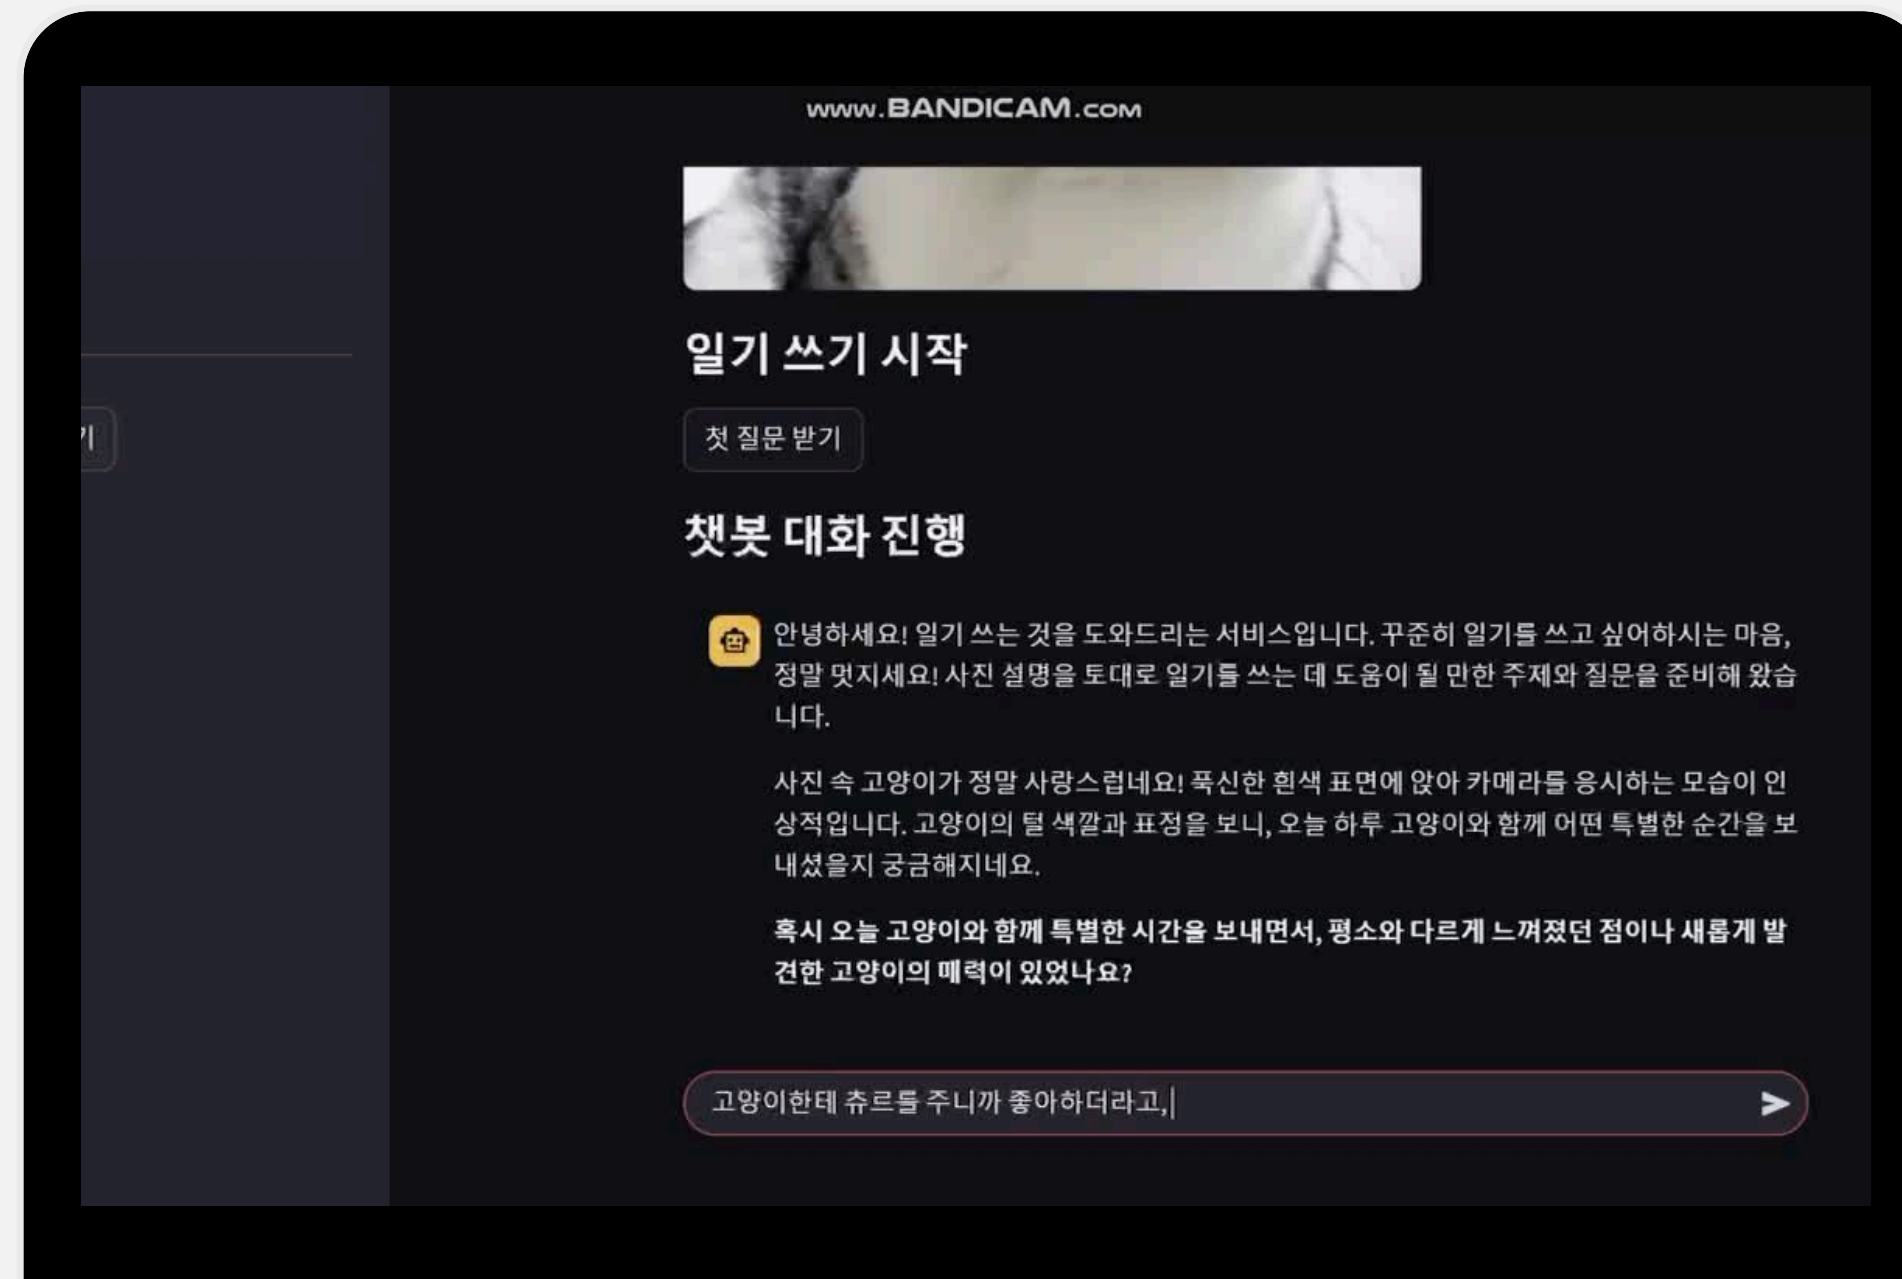 www.BANDICAM.COM
일기 쓰기 시작
기
첫 질문 받기
챗봇 대화 진행
안녕하세요! 일기 쓰는 것을 도와드리는 서비스입니다. 꾸준히 일기를 쓰고 싶어하시는 마음,
정말 멋지세요! 사진 설명을 토대로 일기를 쓰는 데 도움이 될 만한 주제와 질문을 준비해 왔습
니다.
사진 속 고양이가 정말 사랑스럽네요! 푹신한 흰색 표면에 앉아 카메라를 응시하는 모습이 인
상적입니다. 고양이의 털 색깔과 표정을 보니, 오늘 하루 고양이와 함께 어떤 특별한 순간을 보
내셨을지 궁금해지네요.
혹시 오늘 고양이와 함께 특별한 시간을 보내면서, 평소와 다르게 느껴졌던 점이나 새롭게 발
견한 고양이의 매력이 있었나요?
고양이한테 츄르를 주니까 좋아하더라고,